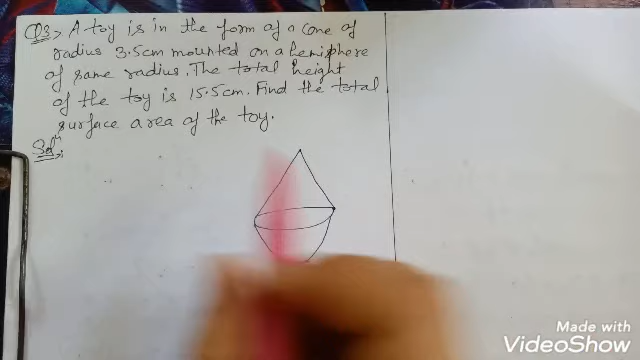 Q3> A toy is in the form of a cone of
radius 3.5cm mounted on a hemisphere
of same radius. The total height
of the toy is 15.5cm. Find the total
surface area of the toy.
Solⁿ:
Made with
VideoShow